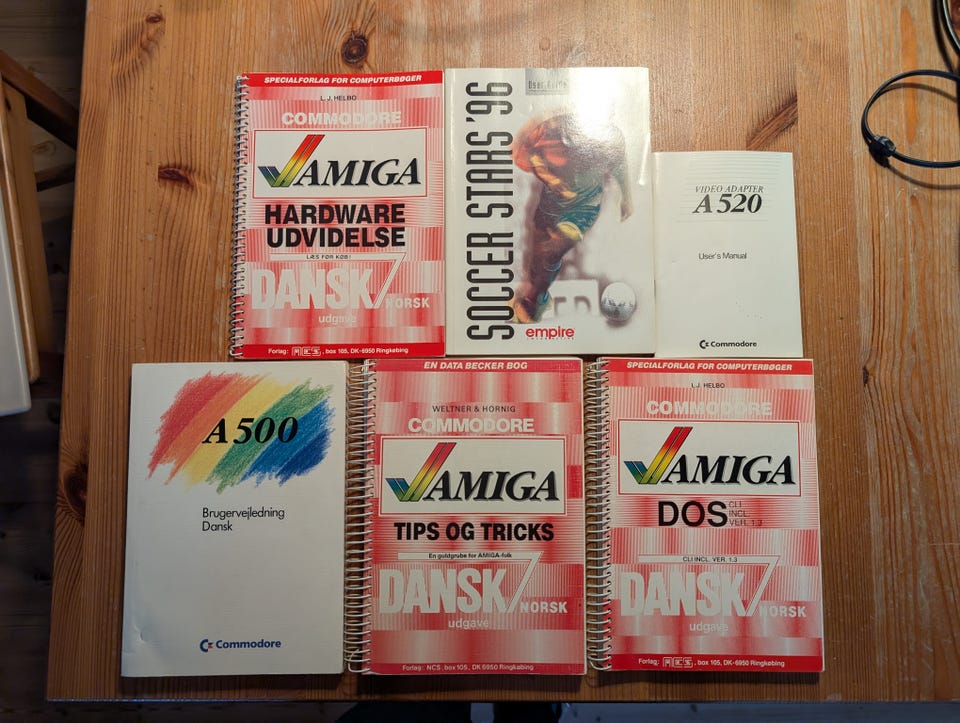 SPECIALFORLAG FOR COMPUTERBØGER
L. J. HELBO
COMMODORE
AMIGA
HARDWARE
UDVIDELSE
LÆS FØR KØB!
DANSK/
NORSK
udgave
Forlag: NCS, box 105, DK-6950 Ringkøbing
User Guide
SOCCER STARS '96
empire
VIDEO ADAPTER
A520
User's Manual
Commodore
A500
Brugervejledning
Dansk
Commodore
EN DATA BECKER BOG
WELTNER & HORNIG
COMMODORE
AMIGA
TIPS OG TRICKS
En guldgrube for AMIGA-folk
DANSK/
NORSK
udgave
Forlag: NCS, box 105, DK 6950 Ringkøbing
SPECIALFORLAG FOR COMPUTERBØGER
L.J. HELBO
COMMODORE
AMIGA
DOS CLI
INCL
VER. 1.3
CLI INCL. VER. 1.3
DANSK/
NORSK
udgave
Forlag: NCS, box 105, DK-6950 Ringkøbing